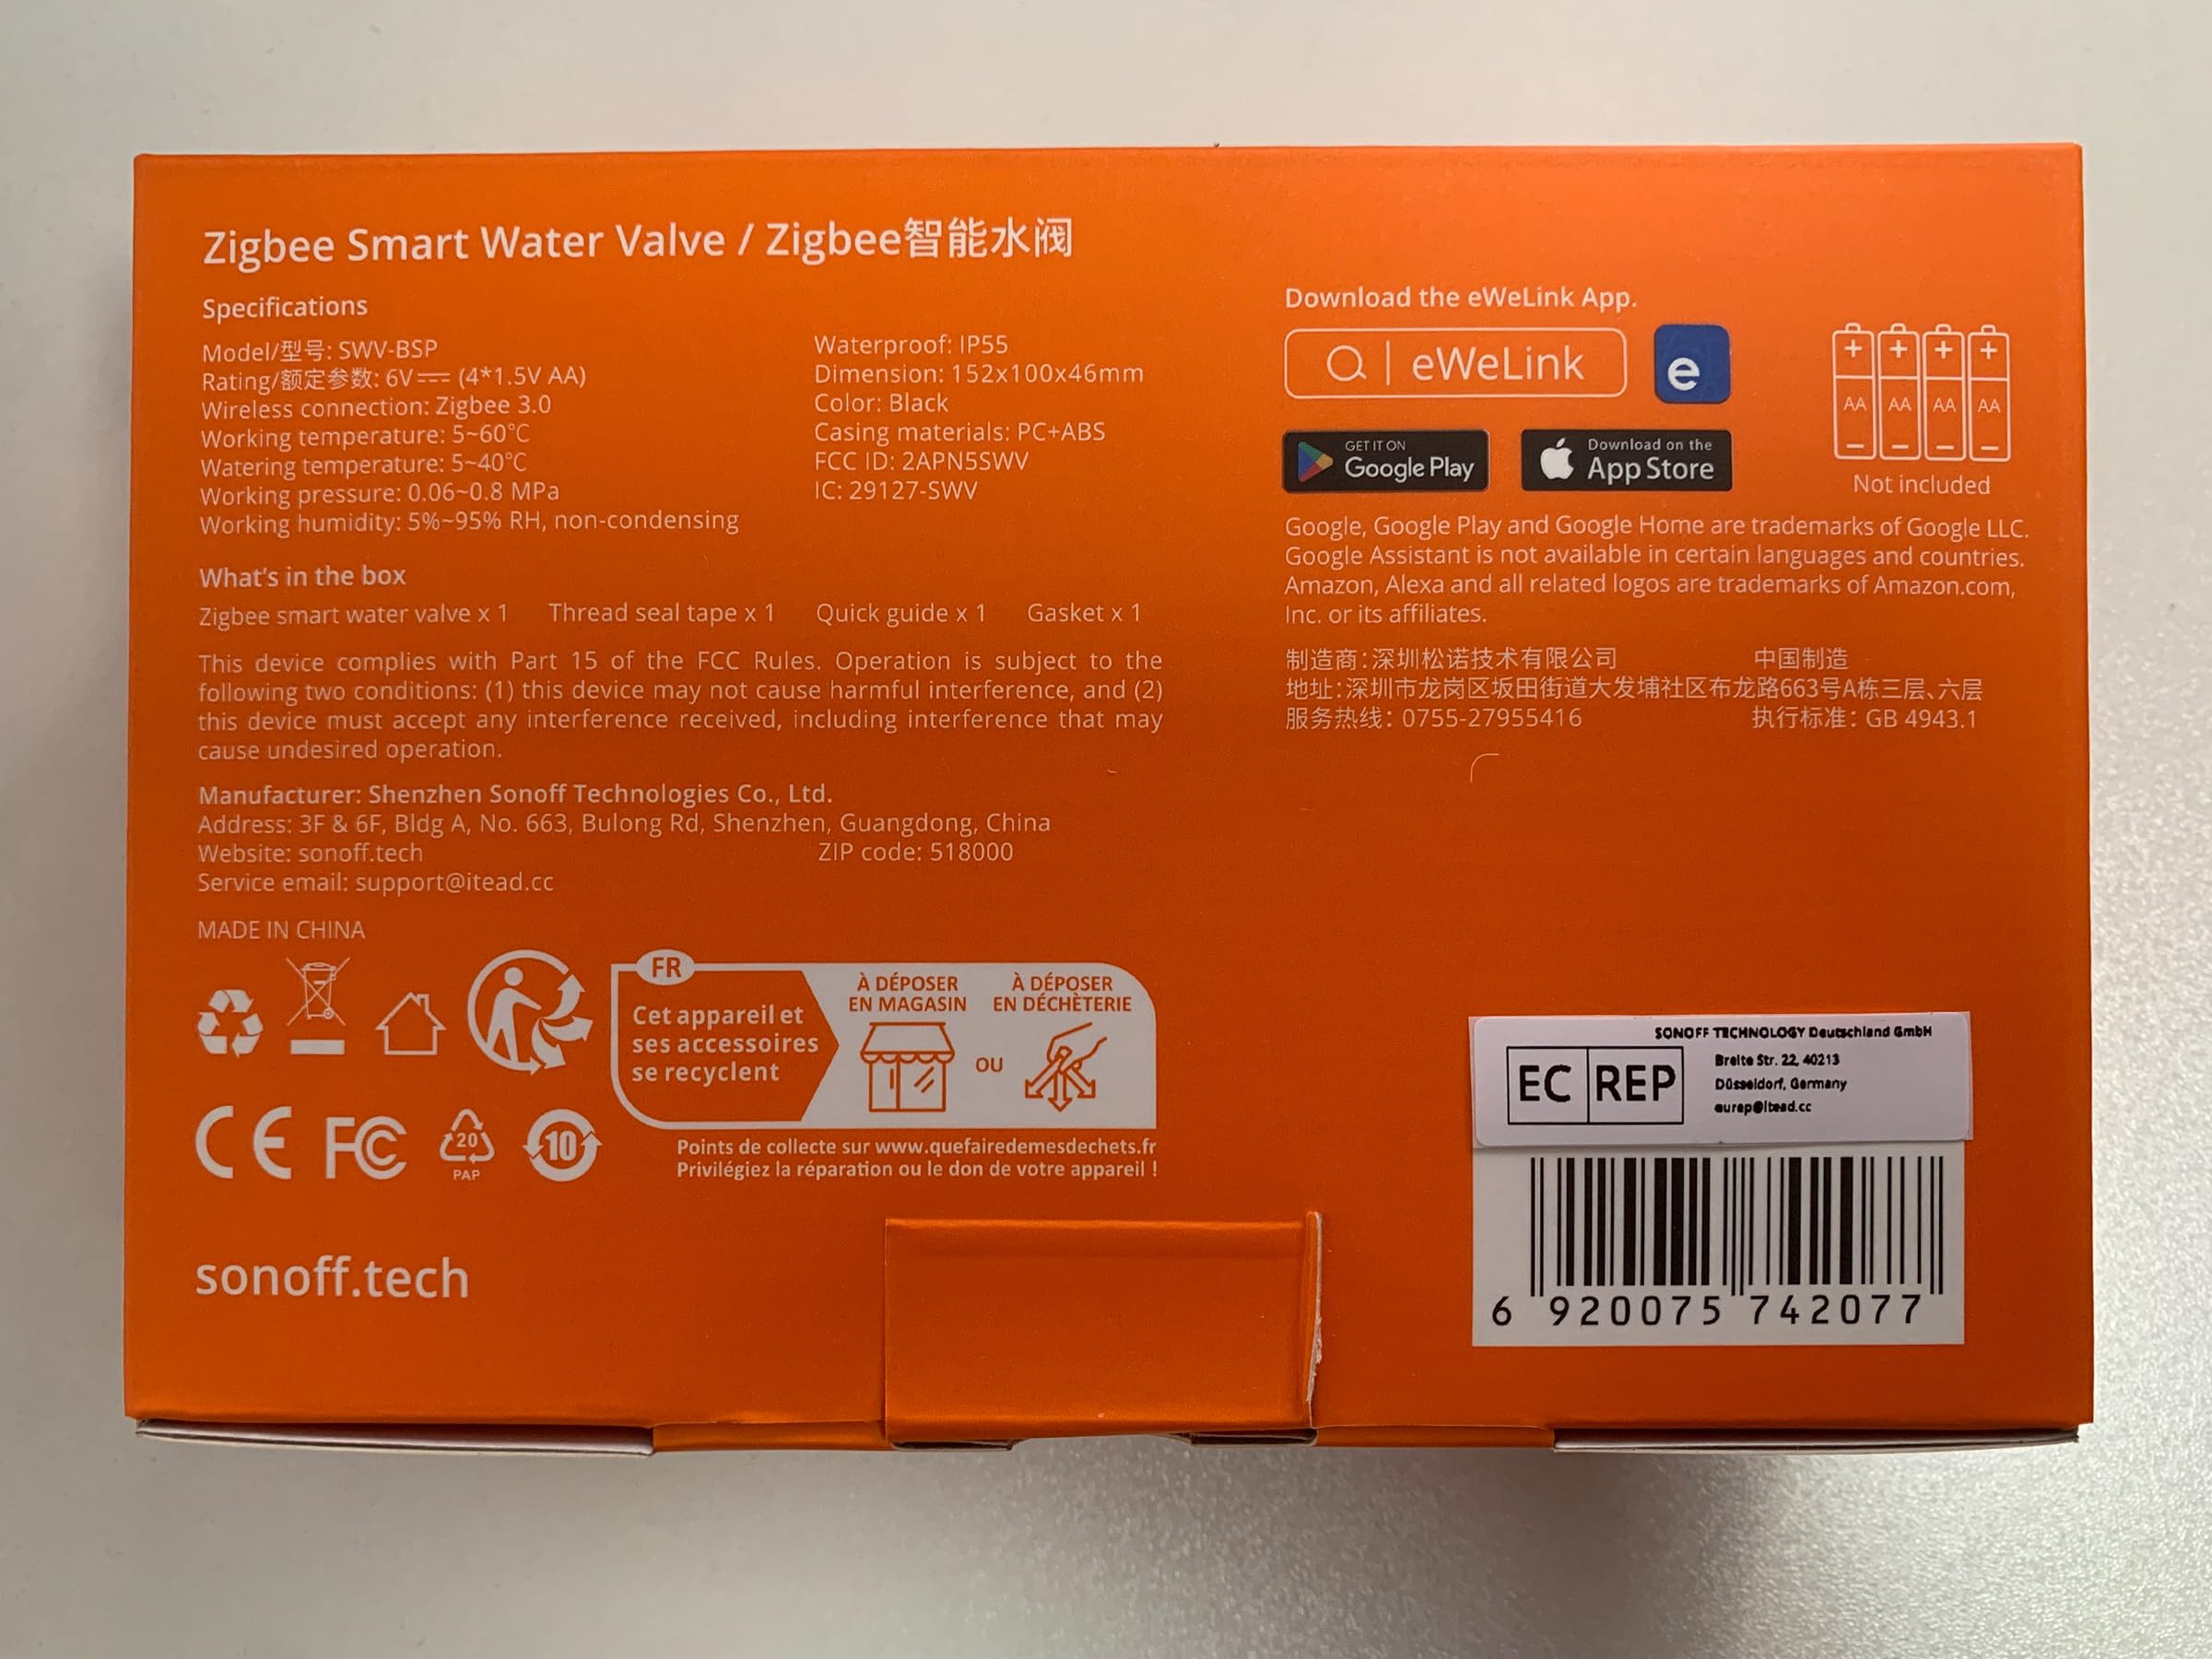 Zigbee Smart Water Valve / Zigbee智能水阀
Specifications
Model/型号: SWV-BSP
Rating/额定参数: 6V⎓ (4*1.5V AA)
Wireless connection: Zigbee 3.0
Working temperature: 5~60℃
Watering temperature: 5~40℃
Working pressure: 0.06~0.8 MPa
Working humidity: 5%~95% RH, non-condensing
Waterproof: IP55
Dimension: 152x100x46mm
Color: Black
Casing materials: PC+ABS
FCC ID: 2APN5SWV
IC: 29127-SWV
What's in the box
Zigbee smart water valve x 1 Thread seal tape x 1 Quick guide x 1 Gasket x 1
This device complies with Part 15 of the FCC Rules. Operation is subject to the
following two conditions: (1) this device may not cause harmful interference, and (2)
this device must accept any interference received, including interference that may
cause undesired operation.
Manufacturer: Shenzhen Sonoff Technologies Co., Ltd.
Address: 3F & 6F, Bldg A, No. 663, Bulong Rd, Shenzhen, Guangdong, China
Website: sonoff.tech ZIP code: 518000
Service email: support@itead.cc
MADE IN CHINA
FR
Cet appareil et
ses accessoires
se recyclent
À DÉPOSER
EN MAGASIN
OU
À DÉPOSER
EN DÉCHÈTERIE
Points de collecte sur www.quefairedemesdechets.fr
Privilégiez la réparation ou le don de votre appareil !
CE FC 20 10
PAP
sonoff.tech
Download the eWeLink App.
eWeLink
e
GET IT ON
Google Play
Download on the
App Store
+ + + +
AA AA AA AA
Not included
Google, Google Play and Google Home are trademarks of Google LLC.
Google Assistant is not available in certain languages and countries.
Amazon, Alexa and all related logos are trademarks of Amazon.com,
Inc. or its affiliates.
制造商：深圳松诺技术有限公司 中国制造
地址：深圳市龙岗区坂田街道大发埔社区布龙路663号A栋三层、六层
服务热线：0755-27955416 执行标准：GB 4943.1
SONOFF TECHNOLOGY Deutschland GmbH
EC REP
Breite Str. 22, 40213
Düsseldorf, Germany
eurep@itead.cc
6 920075 742077